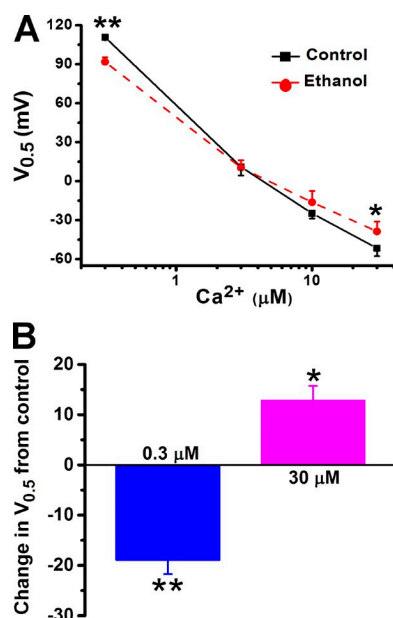 A
**
Control
Ethanol
V0.5 (mV)
120
90
60
30
0
-30
-60
*
1
10
Ca2+ (μM)
B
Change in V0.5 from control
20
10
0
-10
-20
-30
*
0.3 μM
30 μM
**